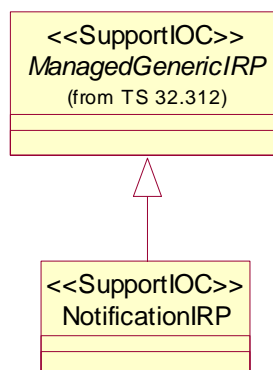 <<SupportIOC>>
ManagedGenericIRP
(from TS 32.312)
<<SupportIOC>>
NotificationIRP